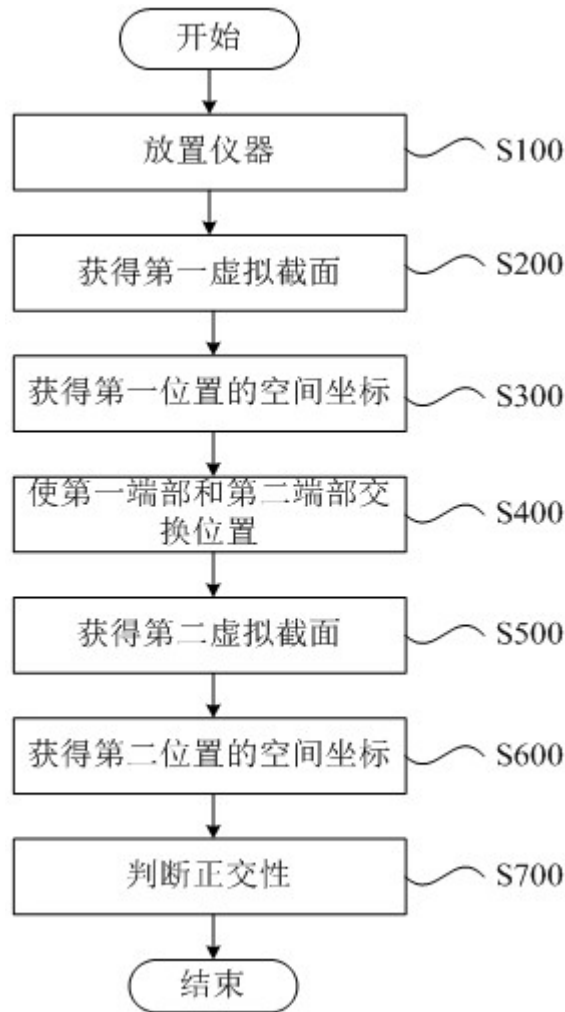 开始
放置仪器
S100
获得第一虚拟截面
S200
获得第一位置的空间坐标
S300
使第一端部和第二端部交
换位置
S400
获得第二虚拟截面
S500
获得第二位置的空间坐标
S600
判断正交性
S700
结束